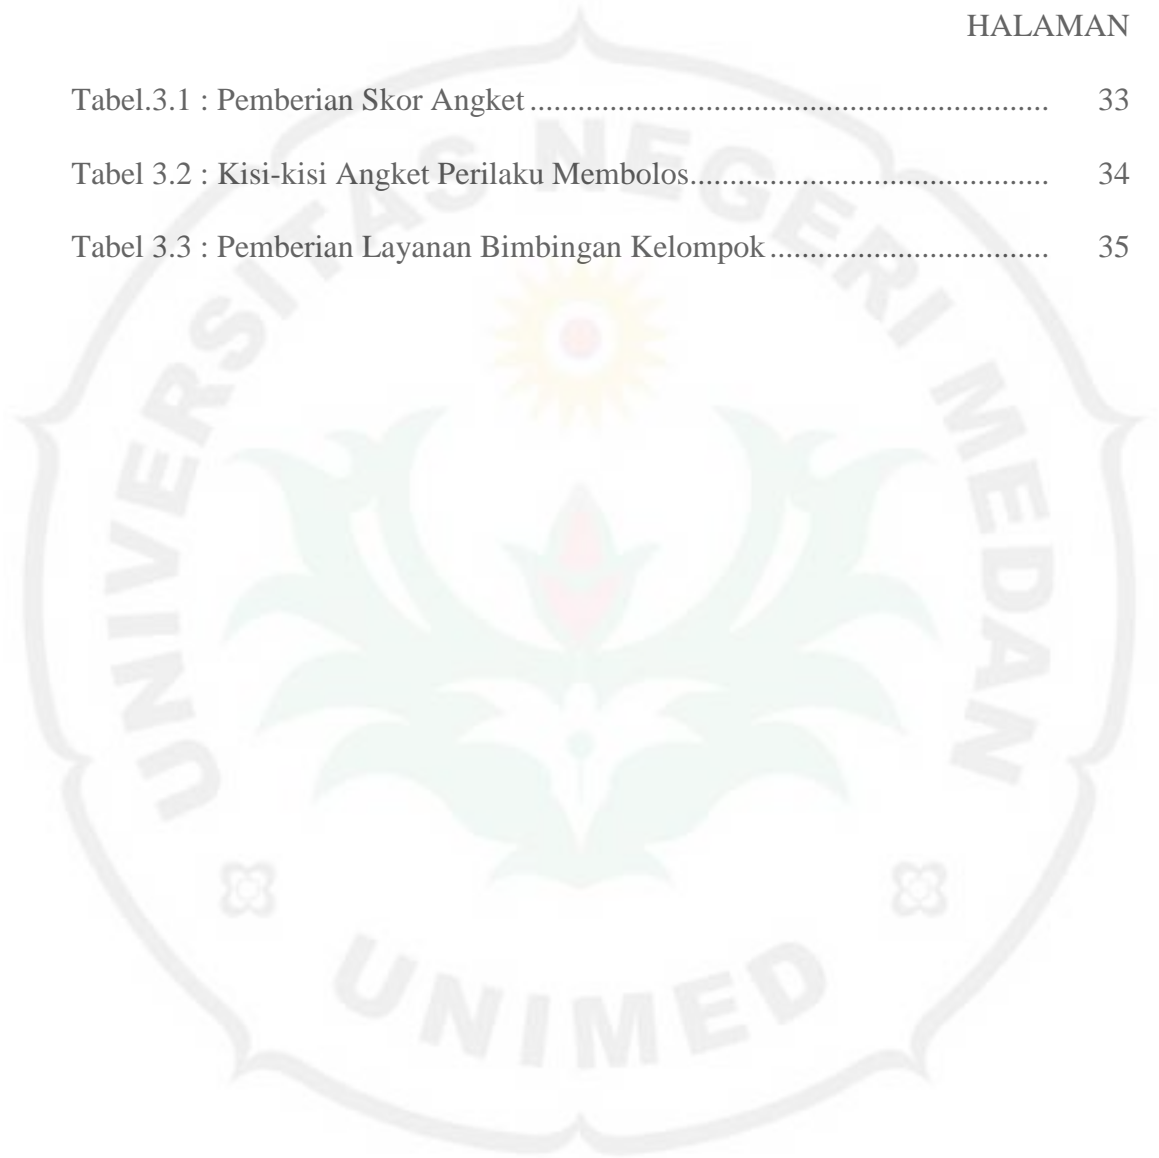 HALAMAN
Tabel.3.1 : Pemberian Skor Angket ................................................................. 33
Tabel 3.2 : Kisi-kisi Angket Perilaku Membolos............................................. 34
Tabel 3.3 : Pemberian Layanan Bimbingan Kelompok ................................... 35
UNIVERSITAS NEGERI MEDAN
UNIMED